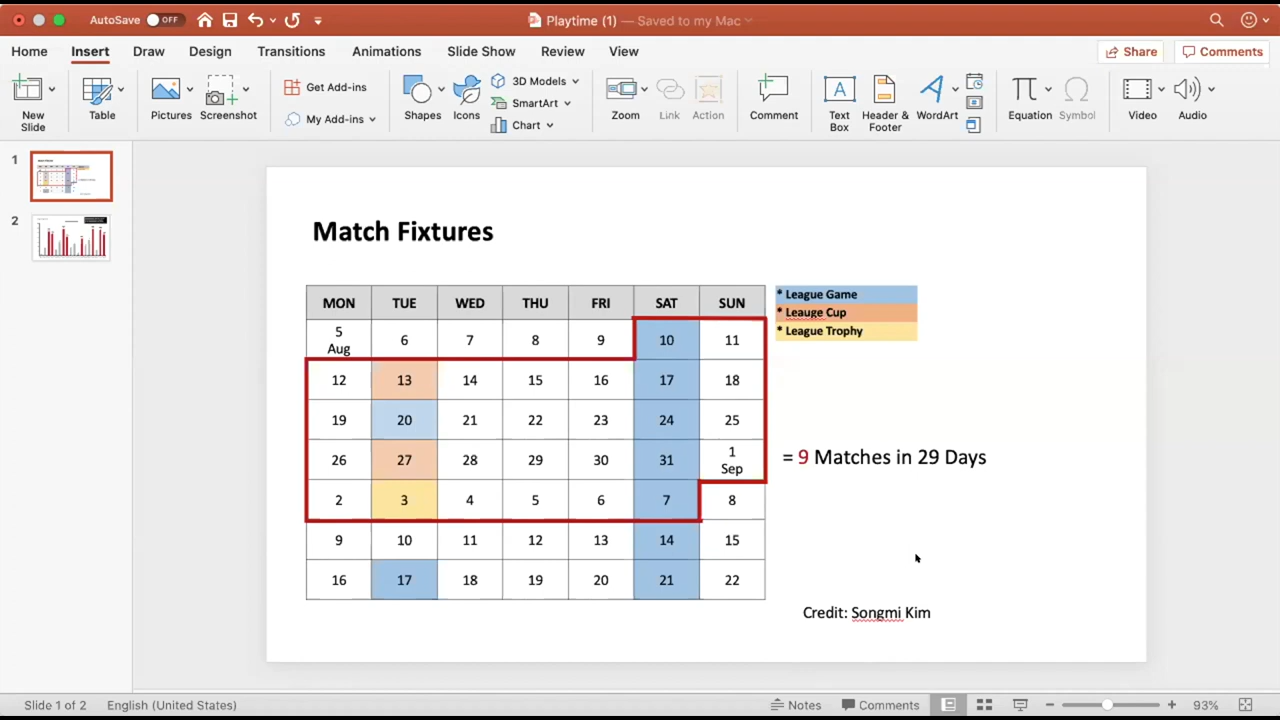 AutoSave OFF
Playtime (1) — Saved to my Mac
Home Insert Draw Design Transitions Animations Slide Show Review View Share Comments
New Slide
Table
Pictures
Screenshot
Get Add-ins
My Add-ins
Shapes
Icons
3D Models
SmartArt
Chart
Zoom
Link
Action
Comment
Text Box
Header & Footer
WordArt
Equation
Symbol
Video
Audio
1
2
Match Fixtures
MON TUE WED THU FRI SAT SUN
5 Aug 6 7 8 9 10 11
12 13 14 15 16 17 18
19 20 21 22 23 24 25
26 27 28 29 30 31 1 Sep
2 3 4 5 6 7 8
9 10 11 12 13 14 15
16 17 18 19 20 21 22
* League Game
* Leauge Cup
* League Trophy
= 9 Matches in 29 Days
Credit: Songmi Kim
Slide 1 of 2 English (United States) Notes Comments 93%